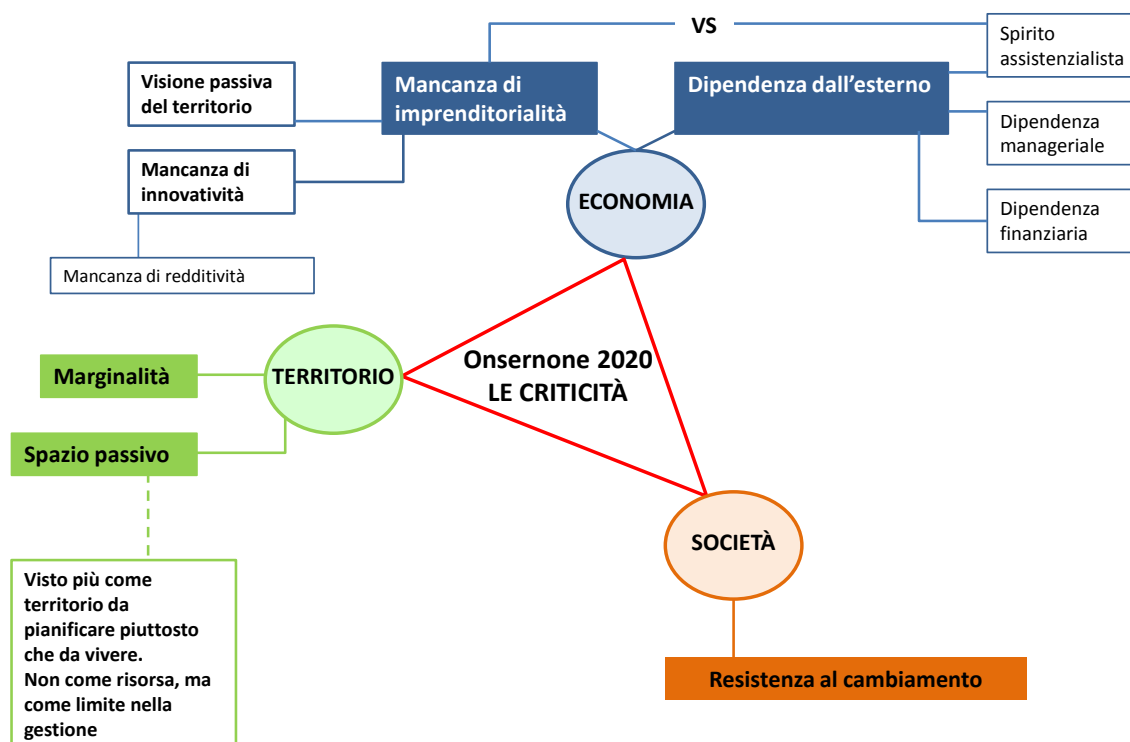 VS
Spirito
assistenzialista
Visione passiva
del territorio
Mancanza di
imprenditorialità
Dipendenza dall'esterno
Dipendenza
manageriale
Mancanza di
innovatività
ECONOMIA
Dipendenza
finanziaria
Mancanza di redditività
Onsernone 2020
LE CRITICITÀ
TERRITORIO
Marginalità
Spazio passivo
SOCIETÀ
Visto più come
territorio da
pianificare piuttosto
che da vivere.
Non come risorsa, ma
come limite nella
gestione
Resistenza al cambiamento